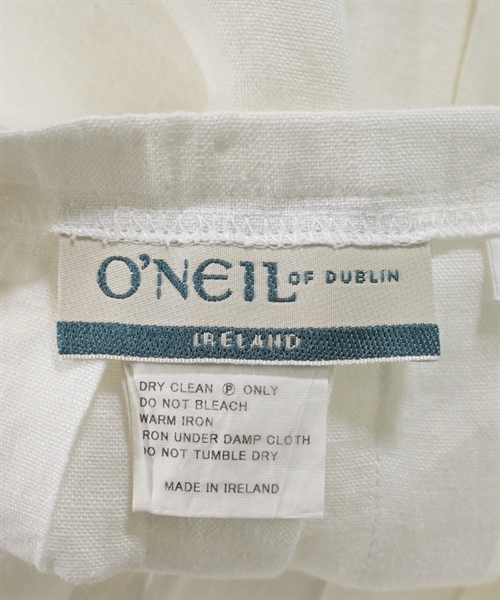 O'NEIL OF DUBLIN
IRELAND
DRY CLEAN Ⓟ ONLY
DO NOT BLEACH
WARM IRON
IRON UNDER DAMP CLOTH
DO NOT TUMBLE DRY
MADE IN IRELAND